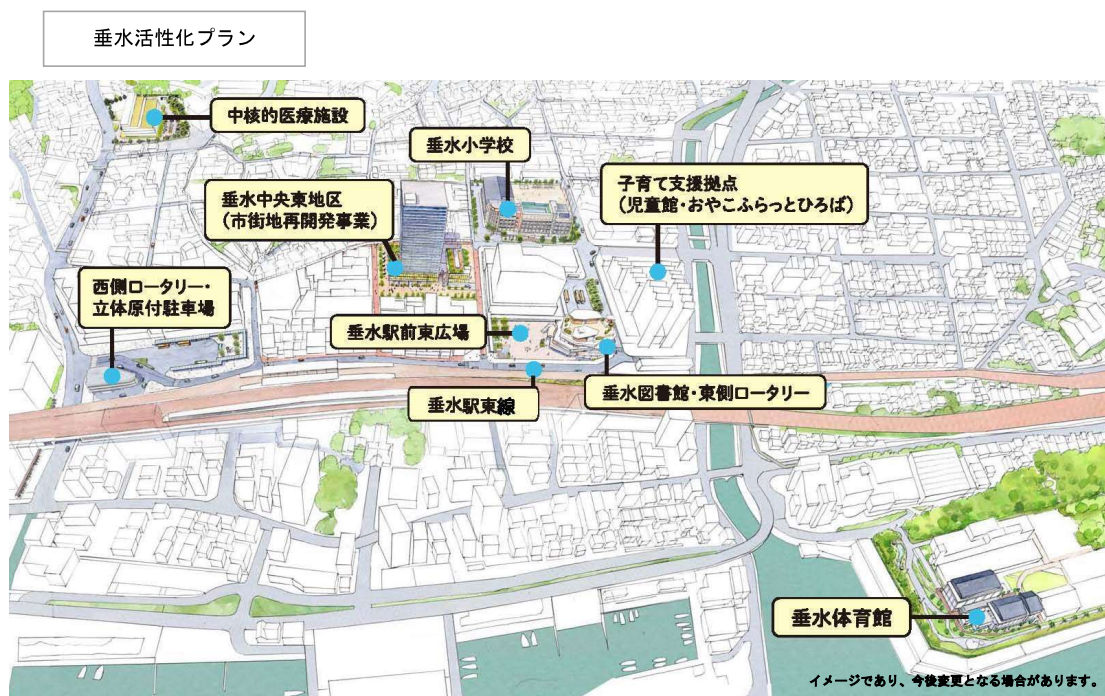 垂水活性化プラン
中核的医療施設
垂水小学校
垂水中央東地区
(市街地再開発事業)
子育て支援拠点
(児童館・おやこふらっとひろば)
西側ロータリー・
立体原付駐車場
垂水駅前東広場
垂水図書館・東側ロータリー
垂水駅東線
垂水体育館
イメージであり、今後変更となる場合があります。